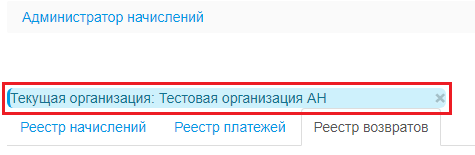 Администратор начислений
Текущая организация: Тестовая организация АН ×
Реестр начислений Реестр платежей Реестр возвратов